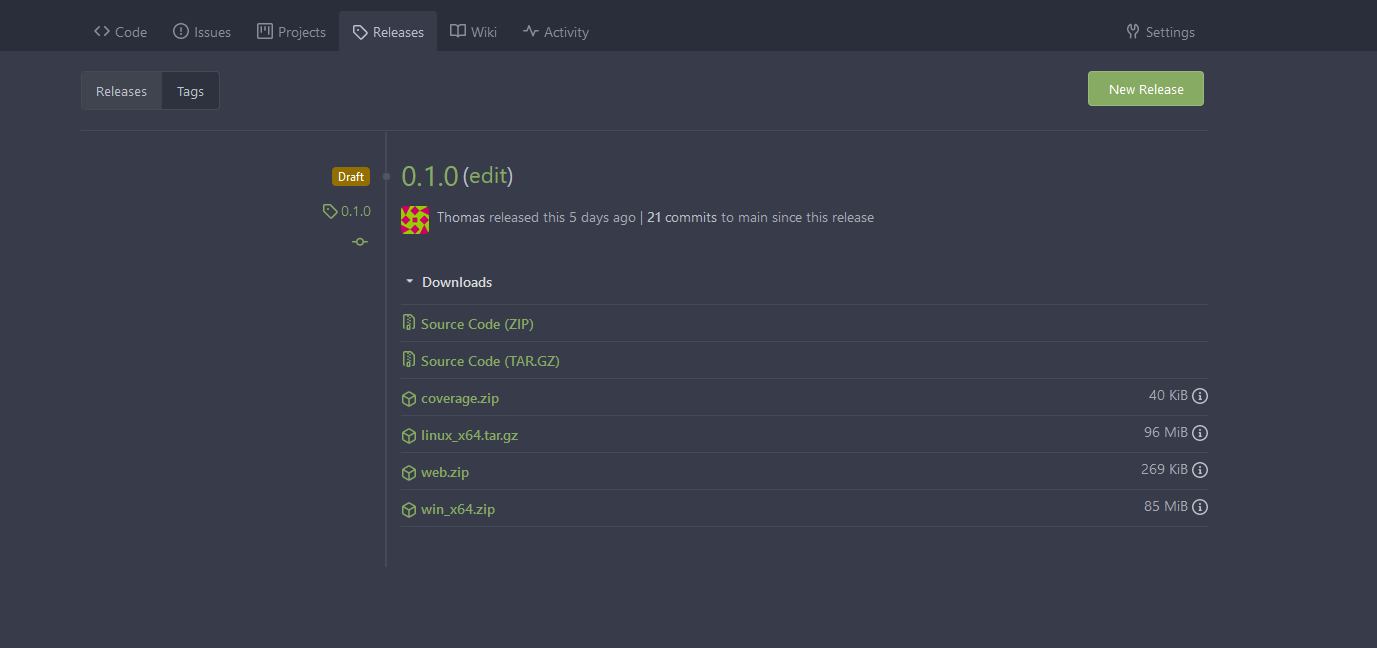 Code Issues Projects Releases Wiki Activity Settings
Releases Tags New Release
Draft 0.1.0 (edit)
0.1.0 Thomas released this 5 days ago | 21 commits to main since this release
Downloads
Source Code (ZIP)
Source Code (TAR.GZ)
coverage.zip 40 KiB
linux_x64.tar.gz 96 MiB
web.zip 269 KiB
win_x64.zip 85 MiB